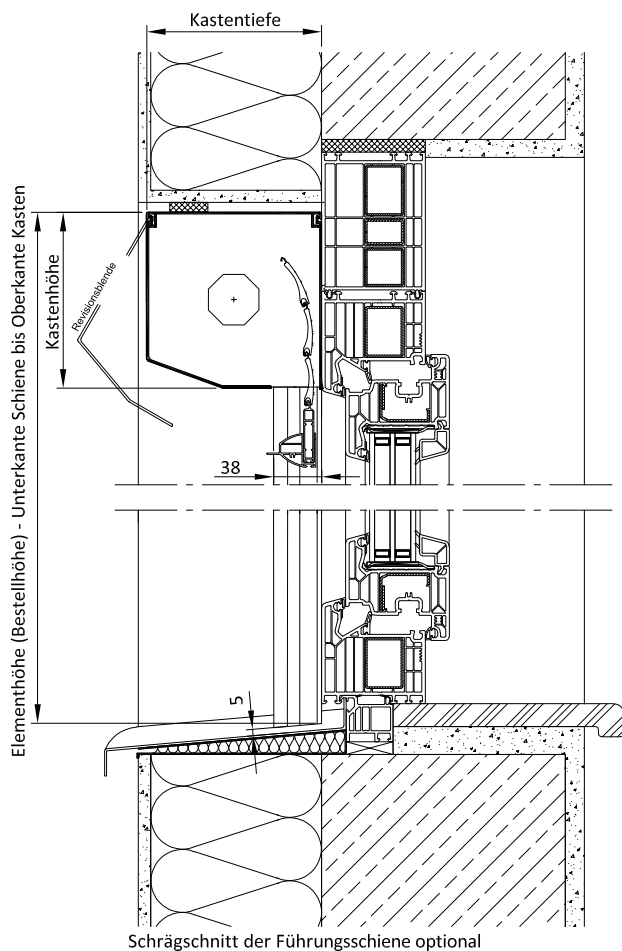 Kastentiefe
Elementhöhe (Bestellhöhe) - Unterkante Schiene bis Oberkante Kasten
Kastenhöhe
Revisionsblende
38
5
Schrägschnitt der Führungsschiene optional